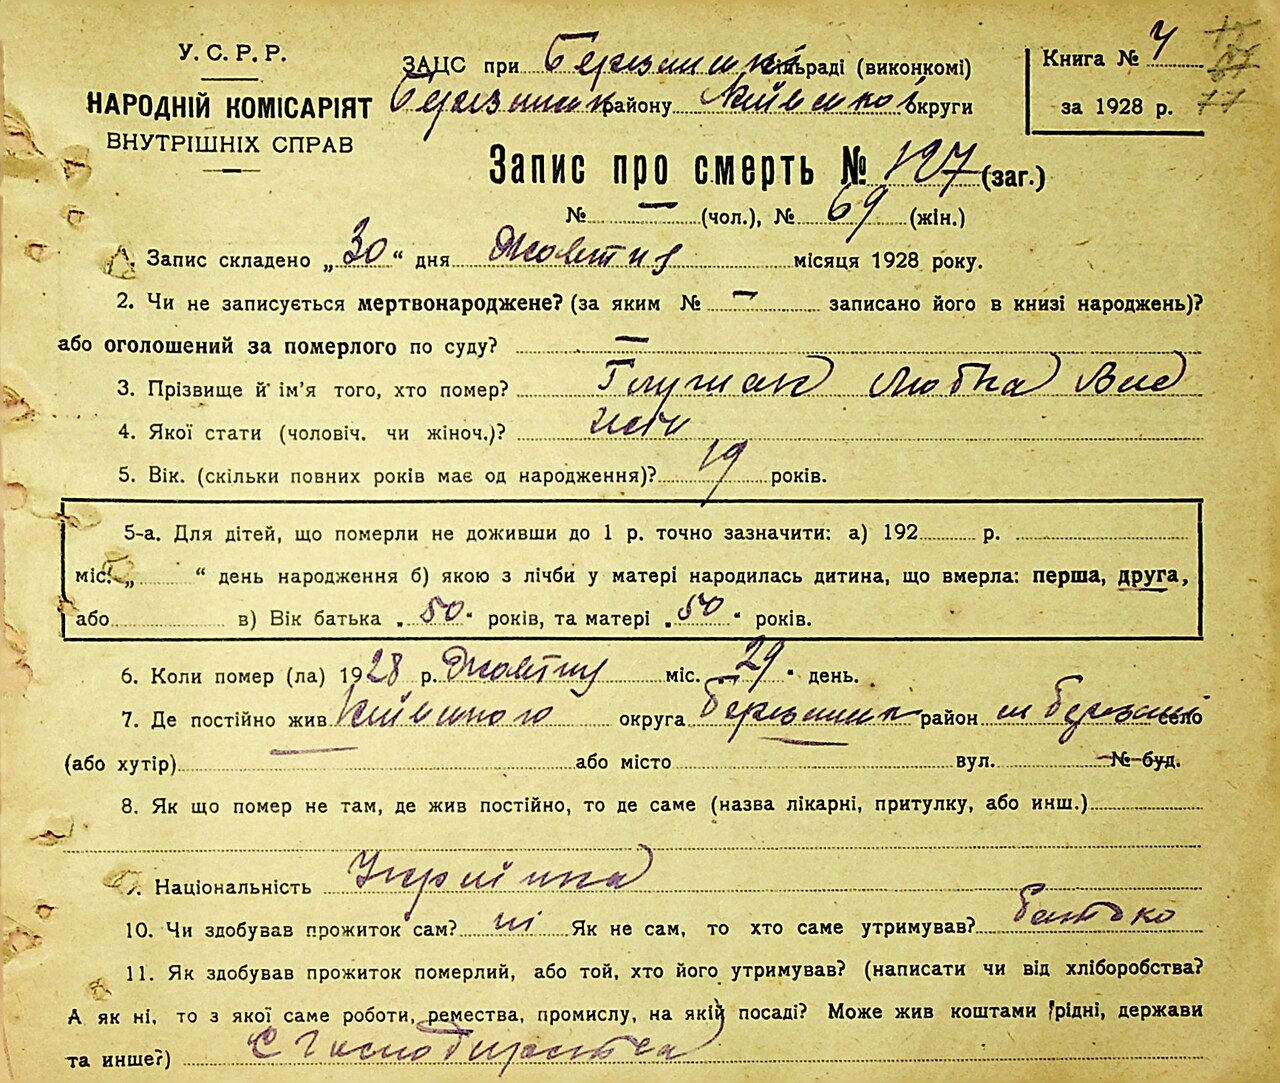 У.С.Р.Р.
НАРОДНІЙ КОМІСАРІЯТ
ВНУТРІШНІХ СПРАВ
ЗАЦС при сільраді (виконкомі)
району округи
Книга № 7
за 1928 р. 77
Запис про смерть № 127 (заг.)
№ — (чол.), № 69 (жін.)
Запис складено „30“ дня Жовтня місяця 1928 року.
2. Чи не записується мертвонароджене? (за яким № — записано його в книзі народжень)?
або оголошений за померлого по суду? —
3. Прізвище й ім'я того, хто помер? Любка Вас
4. Якої стати (чоловіч. чи жіноч.)? жін
5. Вік. (скільки повних років має од народження)? 19 років.
5-а. Для дітей, що померли не доживши до 1 р. точно зазначити: а) 192 р.
міс. „ “ день народження б) якою з лічби у матері народилась дитина, що вмерла: перша, друга,
або в) Вік батька „50“ років, та матері „50“ років.
6. Коли помер (ла) 1928 р. Жовтня міс. 29 день.
7. Де постійно жив округа район село
(або хутір) або місто вул. № буд.
8. Як що помер не там, де жив постійно, то де саме (назва лікарні, притулку, або инш.)
9. Національність Українка
10. Чи здобував прожиток сам? ні Як не сам, то хто саме утримував? батько
11. Як здобував прожиток померлий, або той, хто його утримував? (написати чи від хліборобства?
А як ні, то з якої саме роботи, ремества, промислу, на якій посаді? Може жив коштами рідні, держави
та инше?)